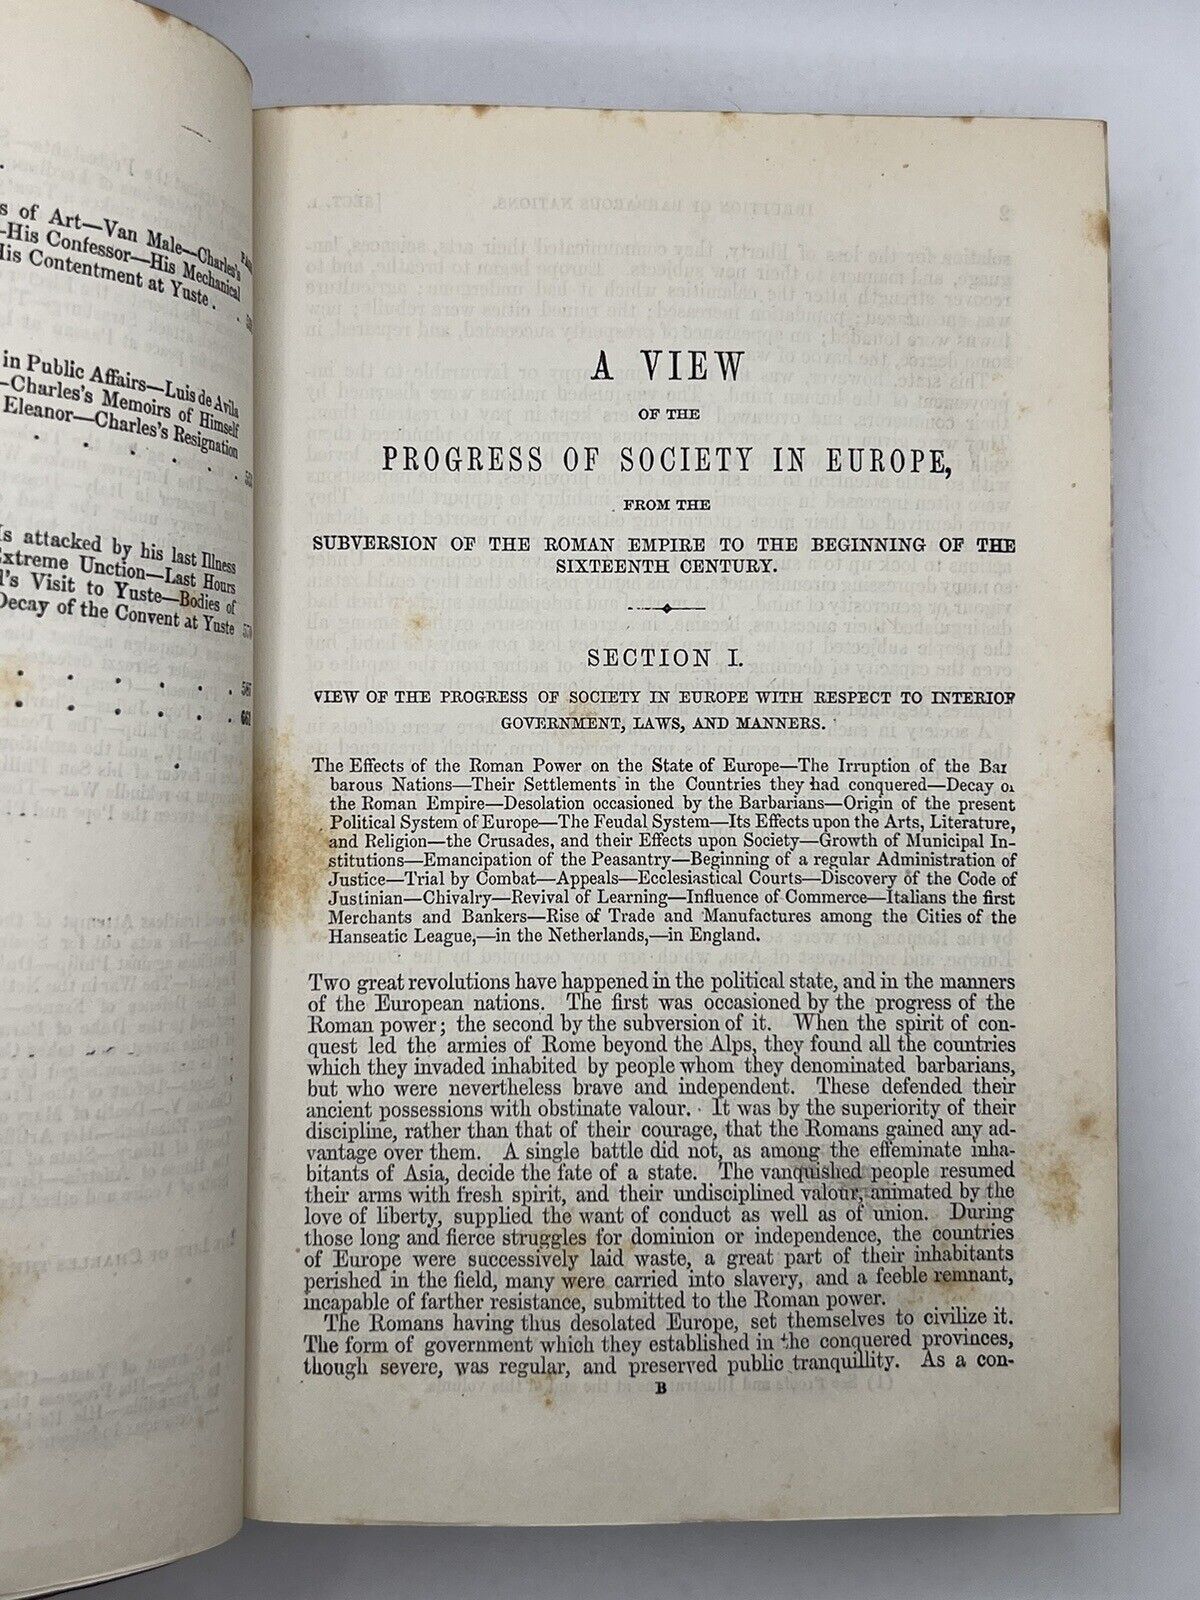 s of Art—Van Male—Charles's
—His Confessor—His Mechanical
His Contentment at Yuste .
in Public Affairs—Luis de Avila
—Charles's Memoirs of Himself
Eleanor—Charles's Resignation
is attacked by his last Illness
Extreme Unction—Last Hours
l's Visit to Yuste—Bodies of
Decay of the Convent at Yuste
587
661
A VIEW
OF THE
PROGRESS OF SOCIETY IN EUROPE,
FROM THE
SUBVERSION OF THE ROMAN EMPIRE TO THE BEGINNING OF THE
SIXTEENTH CENTURY.
SECTION I.
VIEW OF THE PROGRESS OF SOCIETY IN EUROPE WITH RESPECT TO INTERIOR
GOVERNMENT, LAWS, AND MANNERS.
The Effects of the Roman Power on the State of Europe—The Irruption of the Bar
barous Nations—Their Settlements in the Countries they had conquered—Decay of
the Roman Empire—Desolation occasioned by the Barbarians—Origin of the present
Political System of Europe—The Feudal System—Its Effects upon the Arts, Literature,
and Religion—the Crusades, and their Effects upon Society—Growth of Municipal In-
stitutions—Emancipation of the Peasantry—Beginning of a regular Administration of
Justice—Trial by Combat—Appeals—Ecclesiastical Courts—Discovery of the Code of
Justinian—Chivalry—Revival of Learning—Influence of Commerce—Italians the first
Merchants and Bankers—Rise of Trade and Manufactures among the Cities of the
Hanseatic League,—in the Netherlands,—in England.
Two great revolutions have happened in the political state, and in the manners
of the European nations. The first was occasioned by the progress of the
Roman power; the second by the subversion of it. When the spirit of con-
quest led the armies of Rome beyond the Alps, they found all the countries
which they invaded inhabited by people whom they denominated barbarians,
but who were nevertheless brave and independent. These defended their
ancient possessions with obstinate valour. It was by the superiority of their
discipline, rather than that of their courage, that the Romans gained any ad-
vantage over them. A single battle did not, as among the effeminate inha-
bitants of Asia, decide the fate of a state. The vanquished people resumed
their arms with fresh spirit, and their undisciplined valour, animated by the
love of liberty, supplied the want of conduct as well as of union. During
those long and fierce struggles for dominion or independence, the countries
of Europe were successively laid waste, a great part of their inhabitants
perished in the field, many were carried into slavery, and a feeble remnant,
incapable of farther resistance, submitted to the Roman power.
The Romans having thus desolated Europe, set themselves to civilize it.
The form of government which they established in the conquered provinces,
though severe, was regular, and preserved public tranquillity. As a con-
B